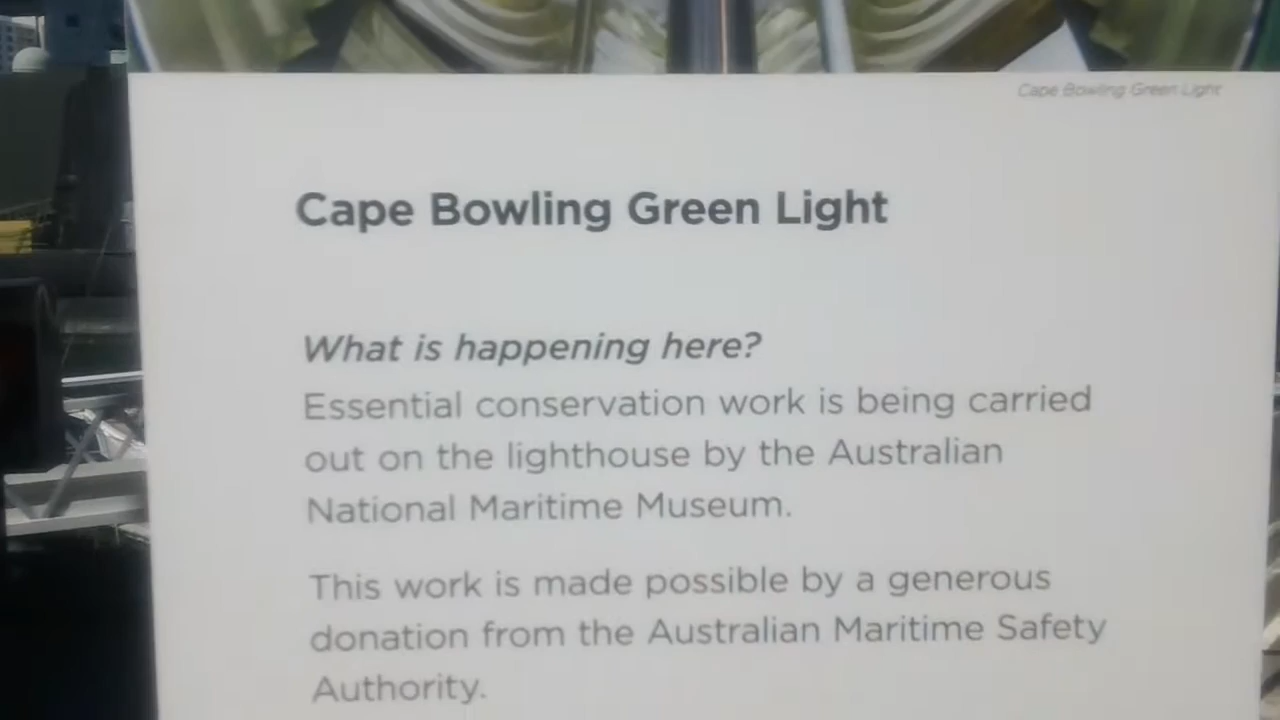 Cape Bowling Green Light
Cape Bowling Green Light
What is happening here?
Essential conservation work is being carried
out on the lighthouse by the Australian
National Maritime Museum.
This work is made possible by a generous
donation from the Australian Maritime Safety
Authority.